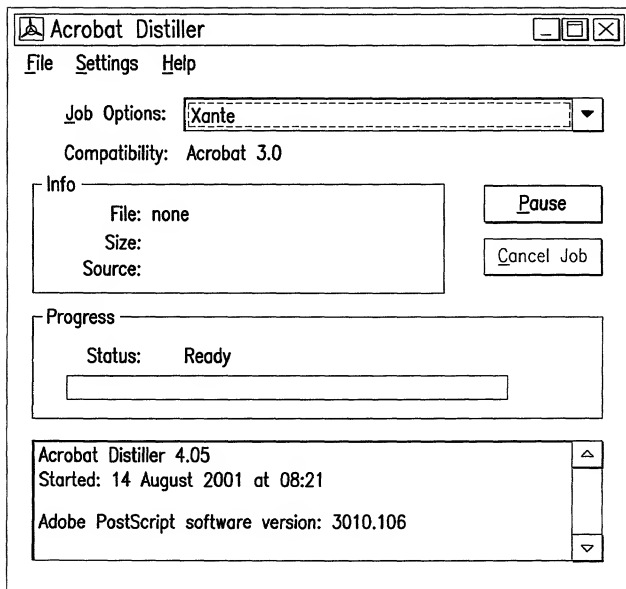 Acrobat Distiller
File Settings Help
Job Options: Xante
Compatibility: Acrobat 3.0
Info
File: none
Size:
Source:
Pause
Cancel Job
Progress
Status: Ready
Acrobat Distiller 4.05
Started: 14 August 2001 at 08:21
Adobe PostScript software version: 3010.106